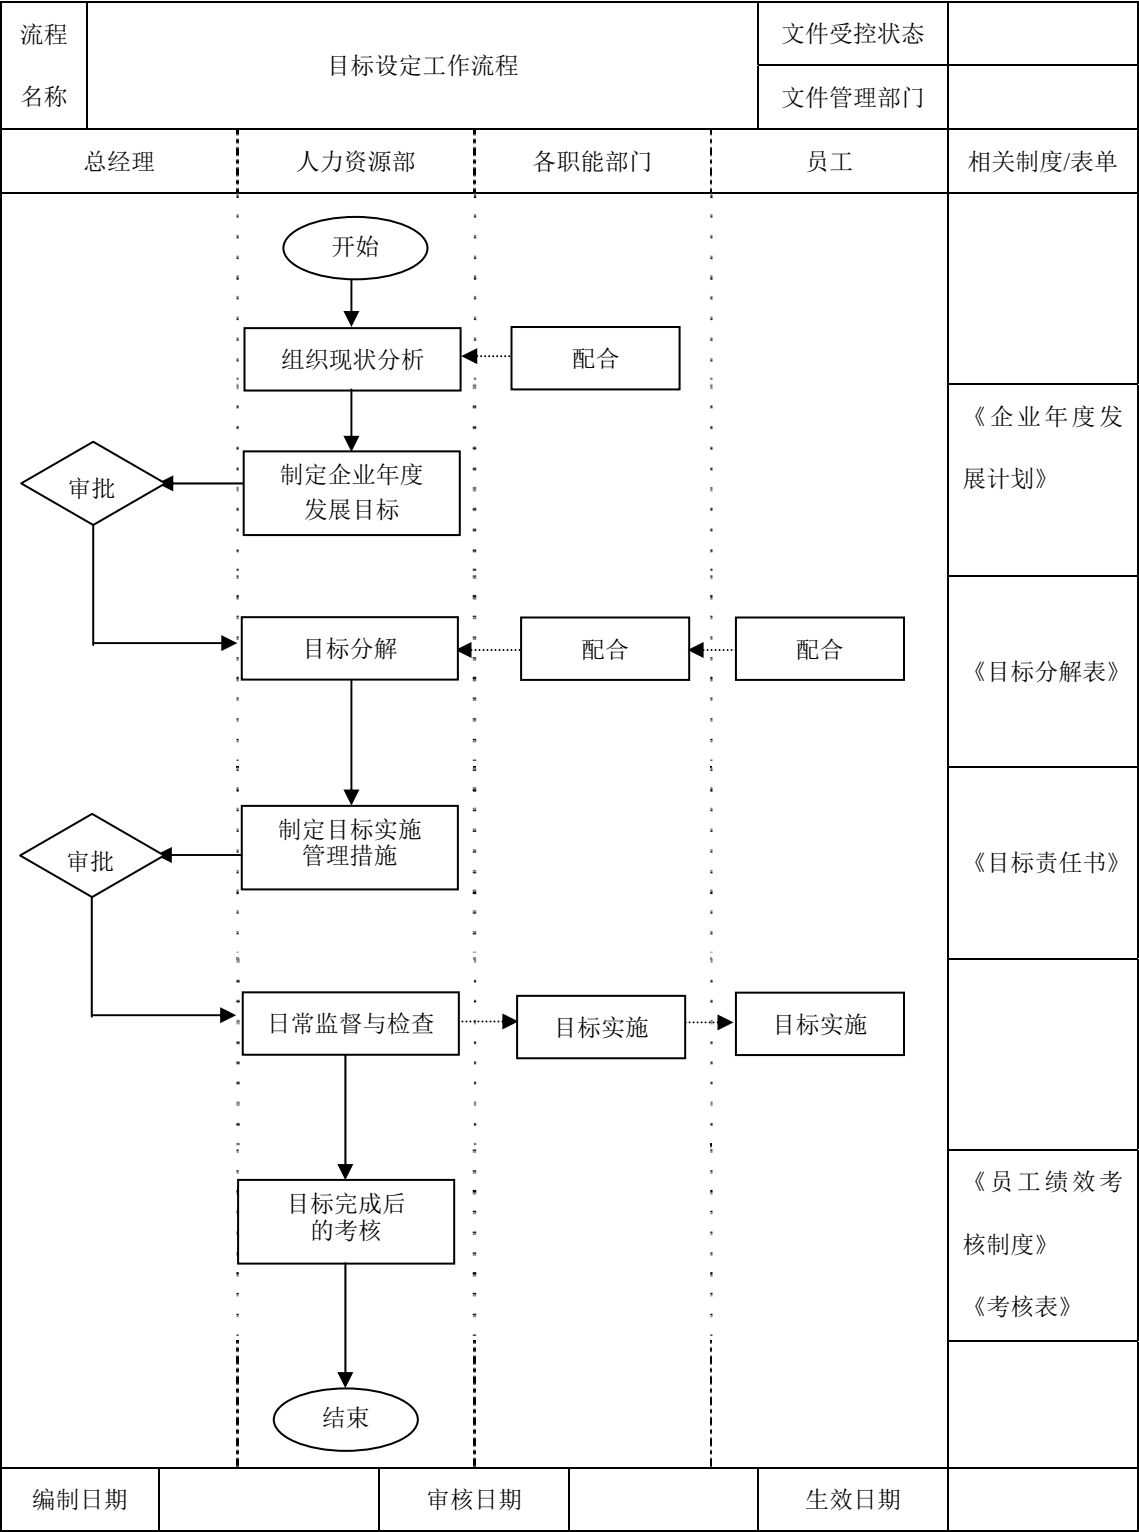 流程
名称
目标设定工作流程
文件受控状态
文件管理部门
总经理
人力资源部
各职能部门
员工
相关制度/表单
开始
组织现状分析
配合
《企业年度发
展计划》
审批
制定企业年度
发展目标
目标分解
配合
配合
《目标分解表》
审批
制定目标实施
管理措施
《目标责任书》
日常监督与检查
目标实施
目标实施
目标完成后
的考核
《员工绩效考
核制度》
《考核表》
结束
编制日期
审核日期
生效日期